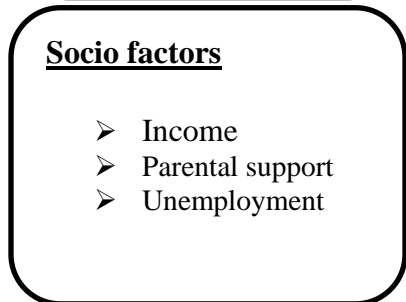 Socio factors
➢ Income
➢ Parental support
➢ Unemployment